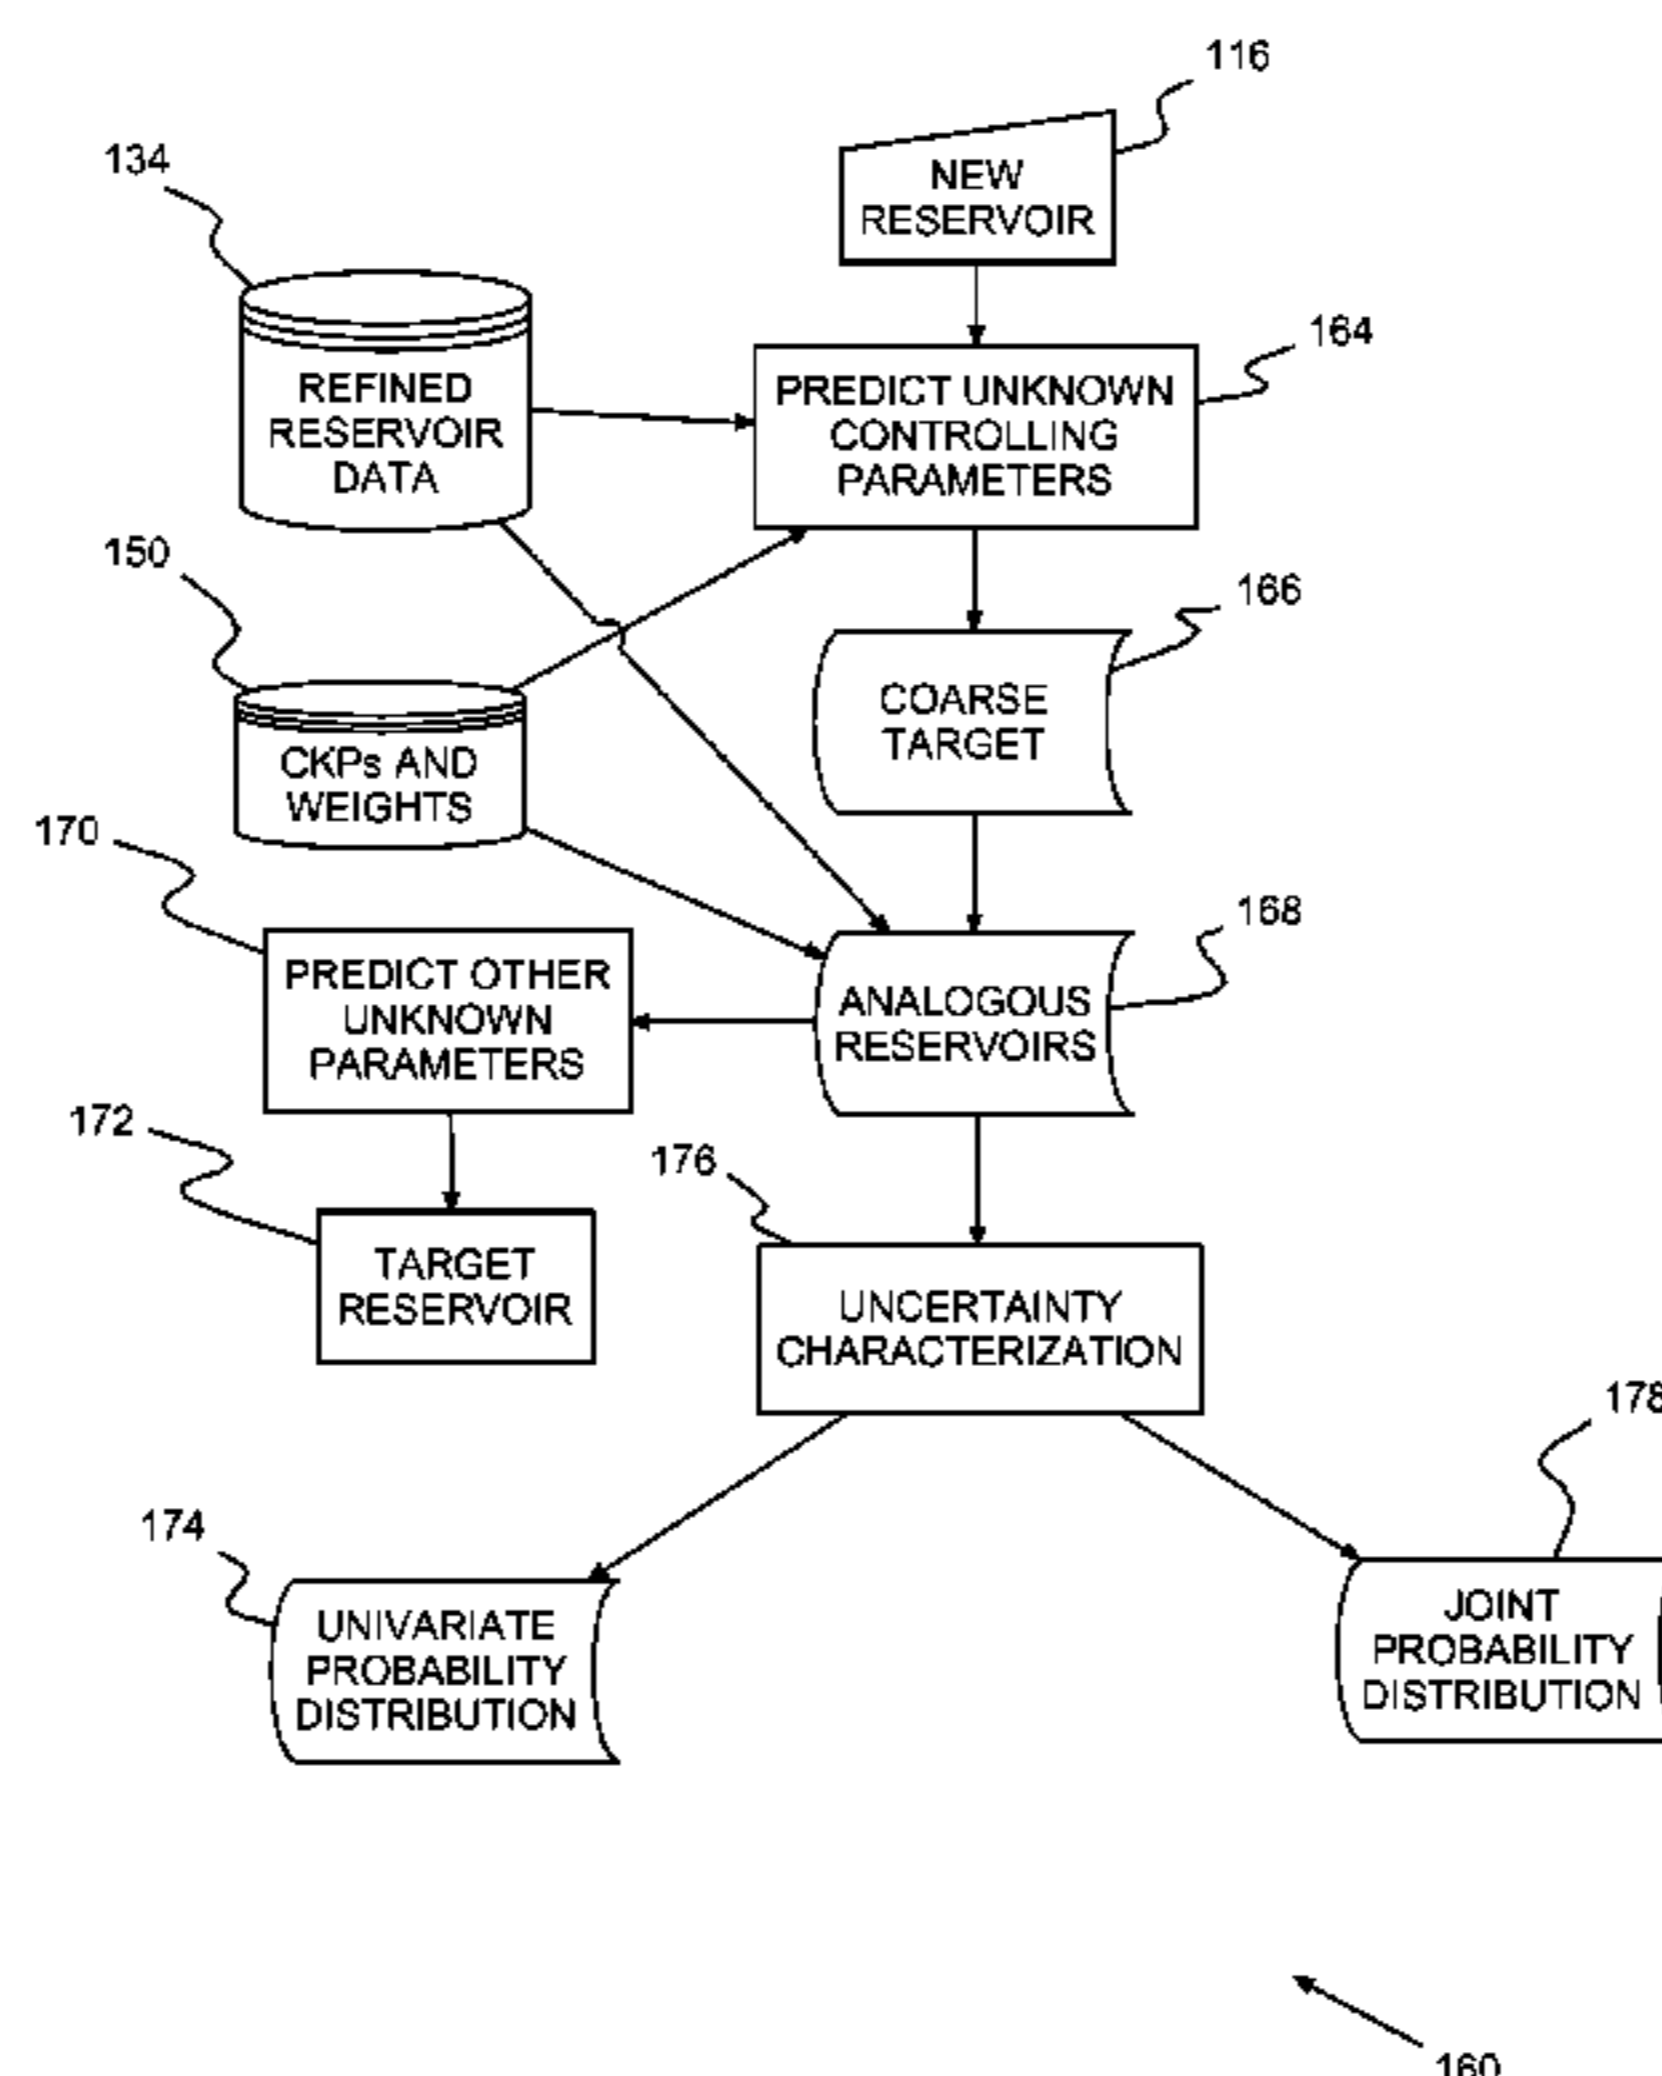 116
134
NEW
RESERVOIR
164
REFINED
RESERVOIR
DATA
PREDICT UNKNOWN
CONTROLLING
PARAMETERS
150
166
CKPs AND
WEIGHTS
COARSE
TARGET
170
168
PREDICT OTHER
UNKNOWN
PARAMETERS
ANALOGOUS
RESERVOIRS
172
176
TARGET
RESERVOIR
UNCERTAINTY
CHARACTERIZATION
178
174
UNIVARIATE
PROBABILITY
DISTRIBUTION
JOINT
PROBABILITY
DISTRIBUTION
160